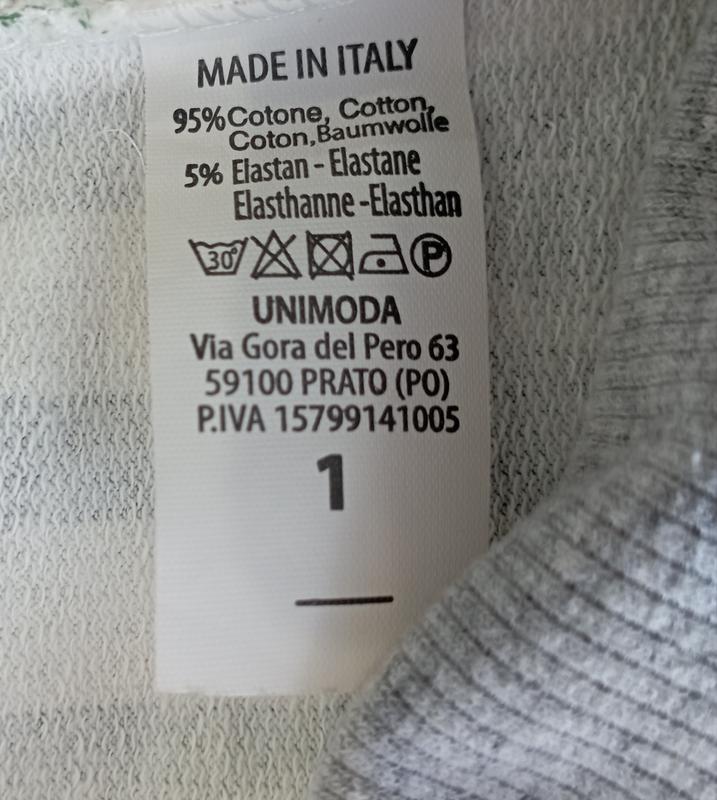 MADE IN ITALY
95% Cotone, Cotton,
Coton,Baumwolle
5% Elastan - Elastane
Elasthanne -Elasthan
30° P
UNIMODA
Via Gora del Pero 63
59100 PRATO (PO)
P.IVA 15799141005
1